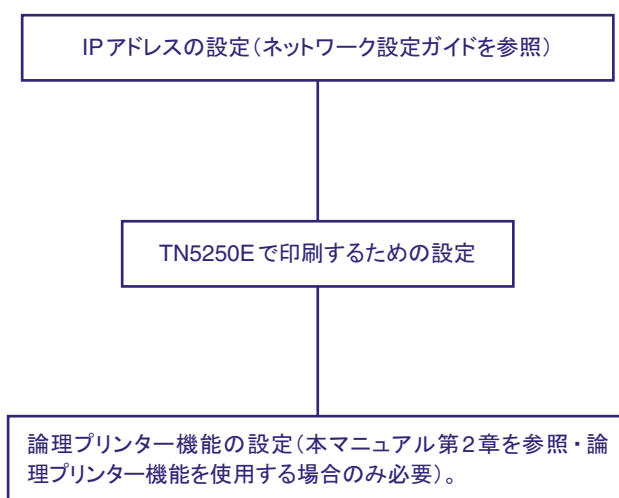 IPアドレスの設定(ネットワーク設定ガイドを参照)
TN5250Eで印刷するための設定
論理プリンター機能の設定(本マニュアル第2章を参照・論
理プリンター機能を使用する場合のみ必要)。